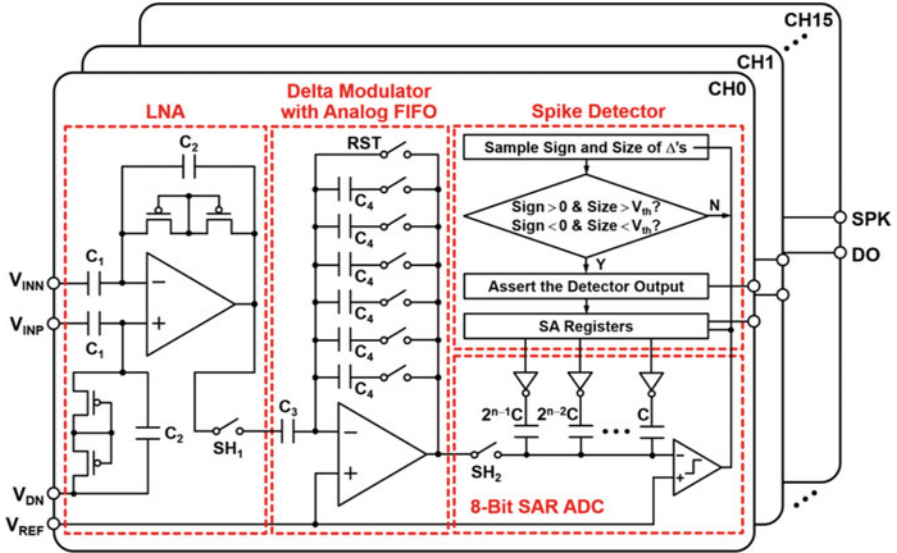 CH15
CH1
CH0
LNA
Delta Modulator
with Analog FIFO
Spike Detector
C₂
RST
C₄
C₄
C₄
C₄
C₄
C₄
Sample Sign and Size of Δ's
Sign > 0 & Size > Vth?
Sign < 0 & Size < Vth?
N
Y
Assert the Detector Output
SA Registers
SPK
DO
VINN
C₁
−
VINP
C₁
+
C₂
SH₁
C₃
−
+
SH₂
2ⁿ⁻¹C
2ⁿ⁻²C
•••
C
−
+
8-Bit SAR ADC
VDN
VREF